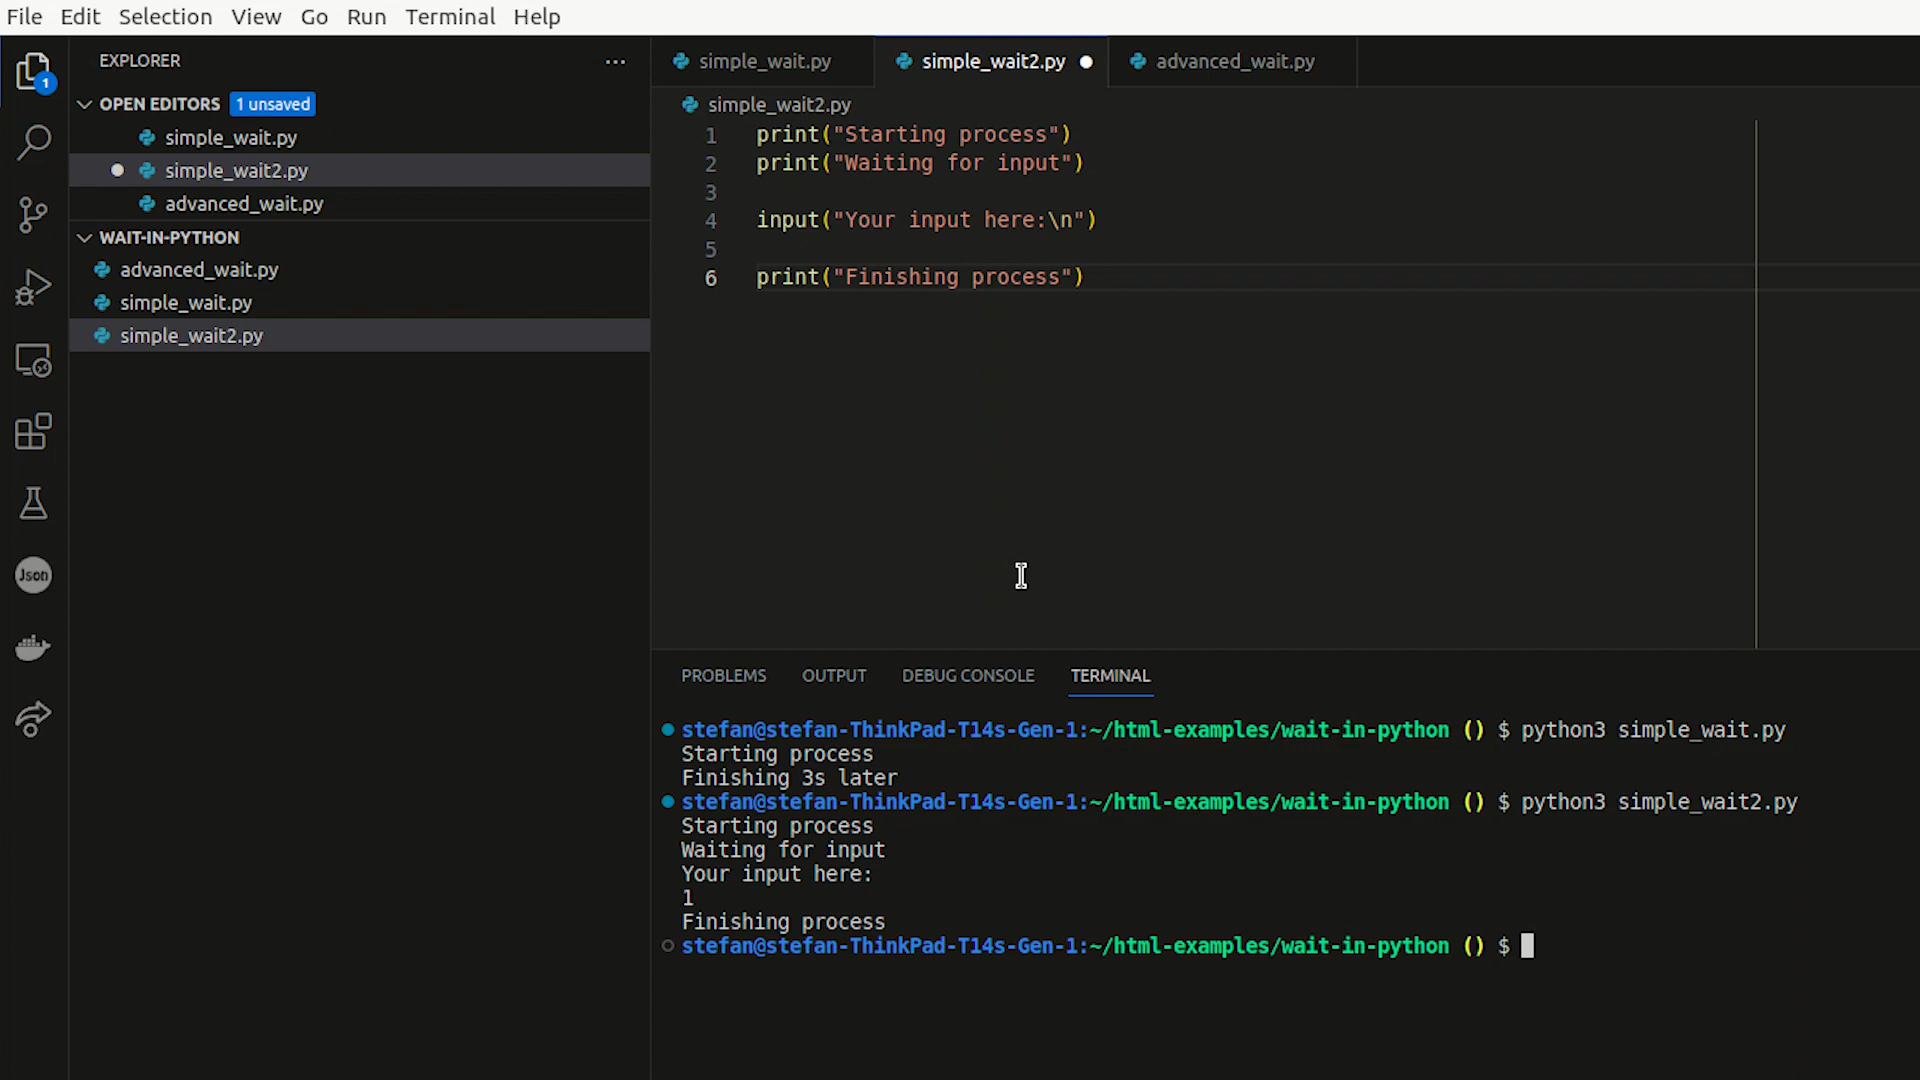 File Edit Selection View Go Run Terminal Help
EXPLORER
OPEN EDITORS 1 unsaved
simple_wait.py
simple_wait2.py
advanced_wait.py
WAIT-IN-PYTHON
advanced_wait.py
simple_wait.py
simple_wait2.py
1
Json
simple_wait.py simple_wait2.py advanced_wait.py
simple_wait2.py
1 print("Starting process")
2 print("Waiting for input")
3
4 input("Your input here:\n")
5
6 print("Finishing process")
PROBLEMS OUTPUT DEBUG CONSOLE TERMINAL
stefan@stefan-ThinkPad-T14s-Gen-1:~/html-examples/wait-in-python () $ python3 simple_wait.py
Starting process
Finishing 3s later
stefan@stefan-ThinkPad-T14s-Gen-1:~/html-examples/wait-in-python () $ python3 simple_wait2.py
Starting process
Waiting for input
Your input here:
1
Finishing process
stefan@stefan-ThinkPad-T14s-Gen-1:~/html-examples/wait-in-python () $